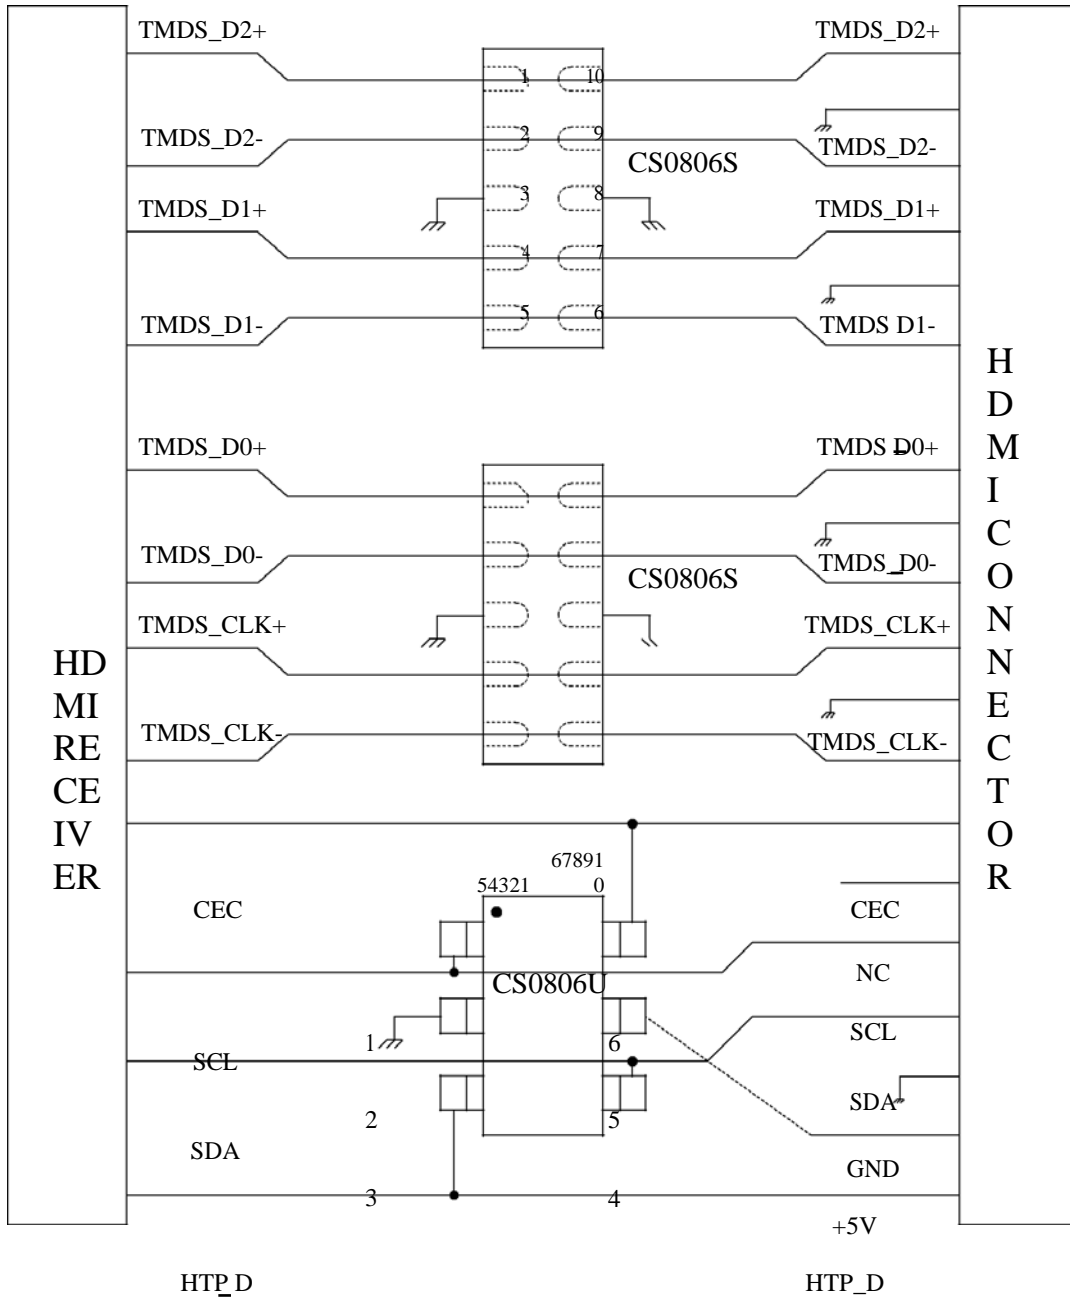 TMDS_D2+ TMDS_D2+
1 10
TMDS_D2- 2 9 TMDS_D2-
CS0806S
3 8
TMDS_D1+ TMDS_D1+
4 7
5 6
TMDS_D1- TMDS D1-
TMDS_D0+ TMDS_D0+
TMDS_D0- TMDS_D0-
CS0806S
TMDS_CLK+ TMDS_CLK+
TMDS_CLK- TMDS_CLK-
HD
MI
RE
CE
IV
ER
H
D
M
I
C
O
N
N
E
C
T
O
R
67891
54321 0
CEC CEC
NC
CS0806U
1 6 SCL
SCL
2 5 SDA
SDA
GND
3 4
+5V
HTP_D HTP_D